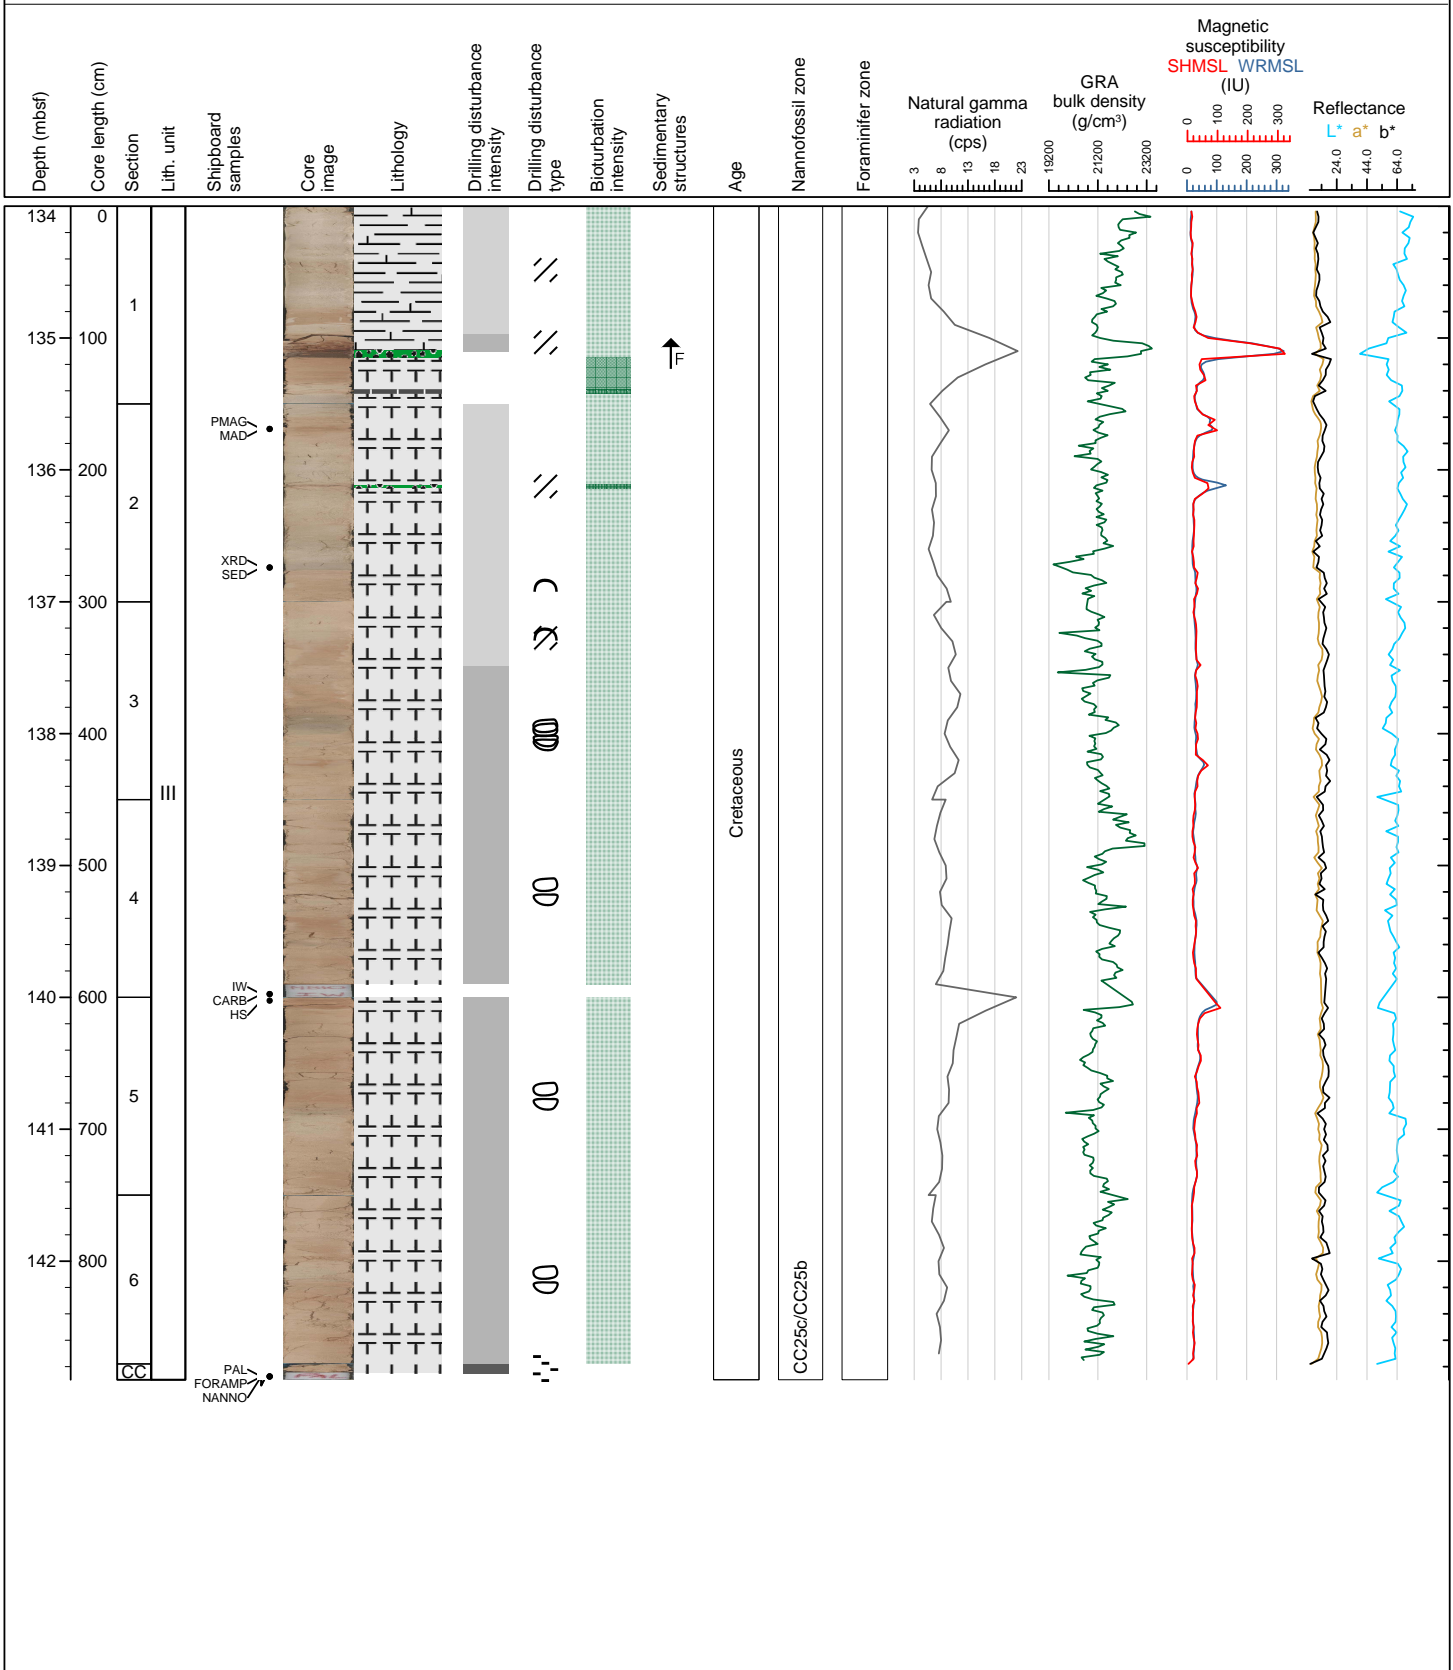 Depth (mbsf)
Core length (cm)
Section
Lith. unit
Shipboard
samples
Core
image
Lithology
Drilling disturbance
intensity
Drilling disturbance
type
Bioturbation
intensity
Sedimentary
structures
Age
Nannofossil zone
Foraminifer zone
Natural gamma
radiation
(cps)
3 8 13 18 23
GRA
bulk density
(g/cm³)
19200 21200 23200
Magnetic
susceptibility
SHMSL WRMSL
(IU)
0 100 200 300
0 100 200 300
Reflectance
L* a* b*
24.0 44.0 64.0
134 0
1
135 100
F
PMAG
MAD
136 200
2
XRD
SED
137 300
3
138 400
III
Cretaceous
139 500
4
IW
CARB
HS
140 600
5
141 700
142 800
6
CC25c/CC25b
CC
PAL
FORAMP
NANNO